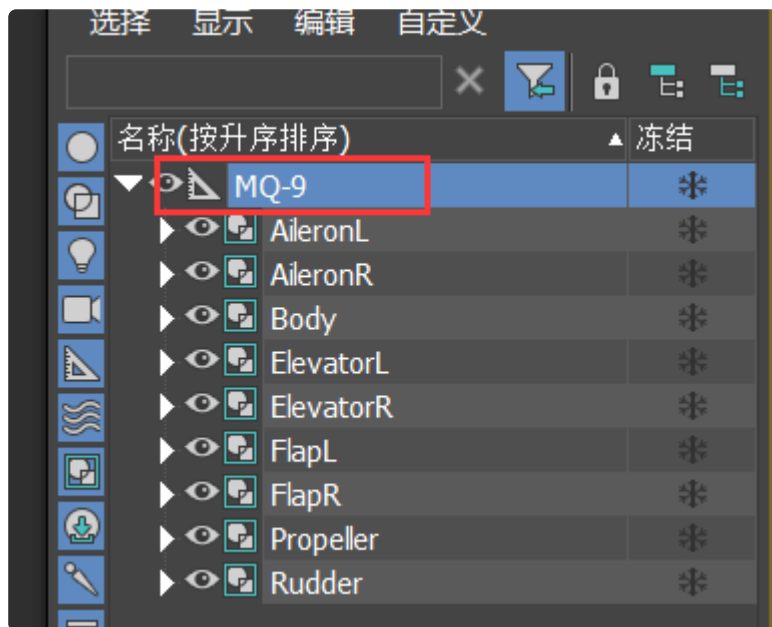 选择 显示 编辑 自定义
名称(按升序排序) 冻结
MQ-9
AileronL
AileronR
Body
ElevatorL
ElevatorR
FlapL
FlapR
Propeller
Rudder